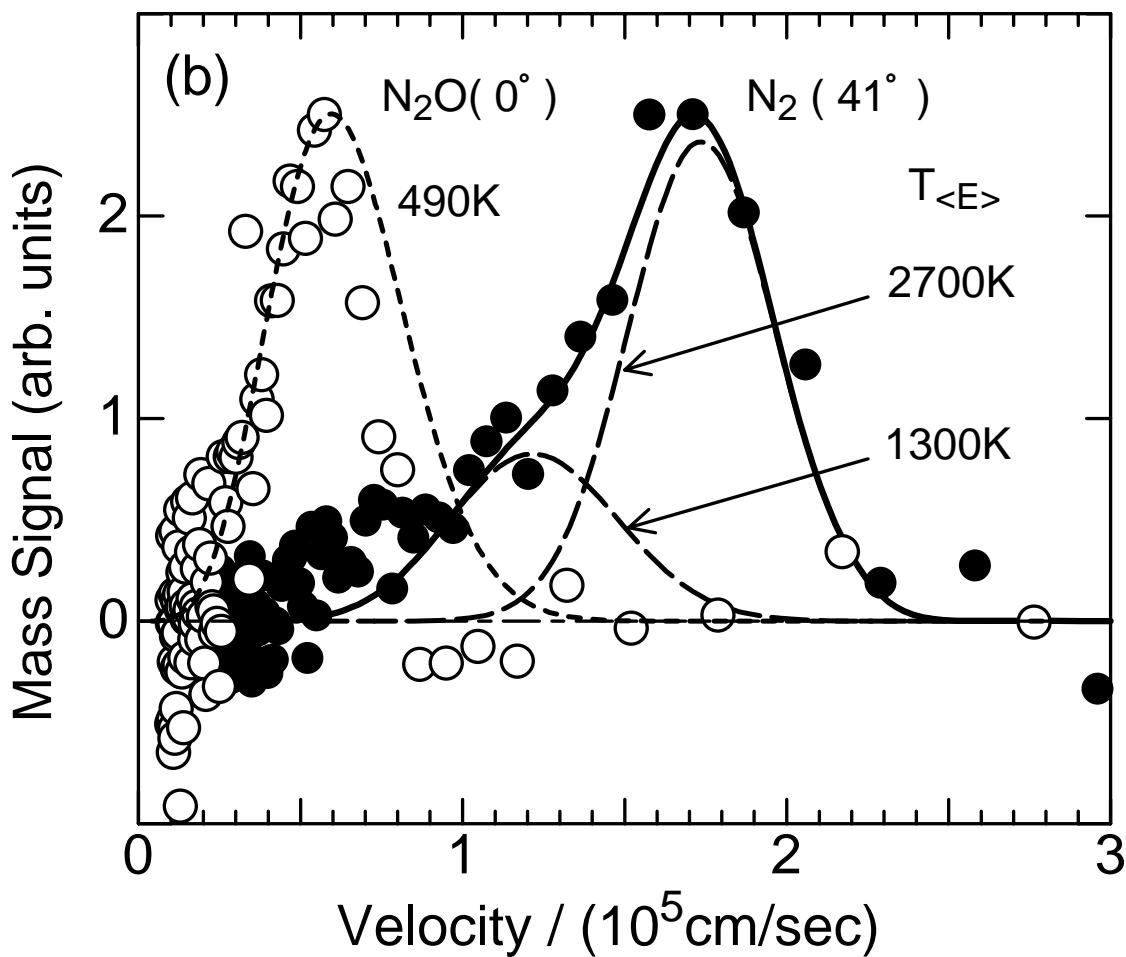 (b)
N2O( 0° )
N2 ( 41° )
490K
T<E>
2700K
1300K
2
1
0
Mass Signal (arb. units)
0
1
2
3
Velocity / (10^5cm/sec)